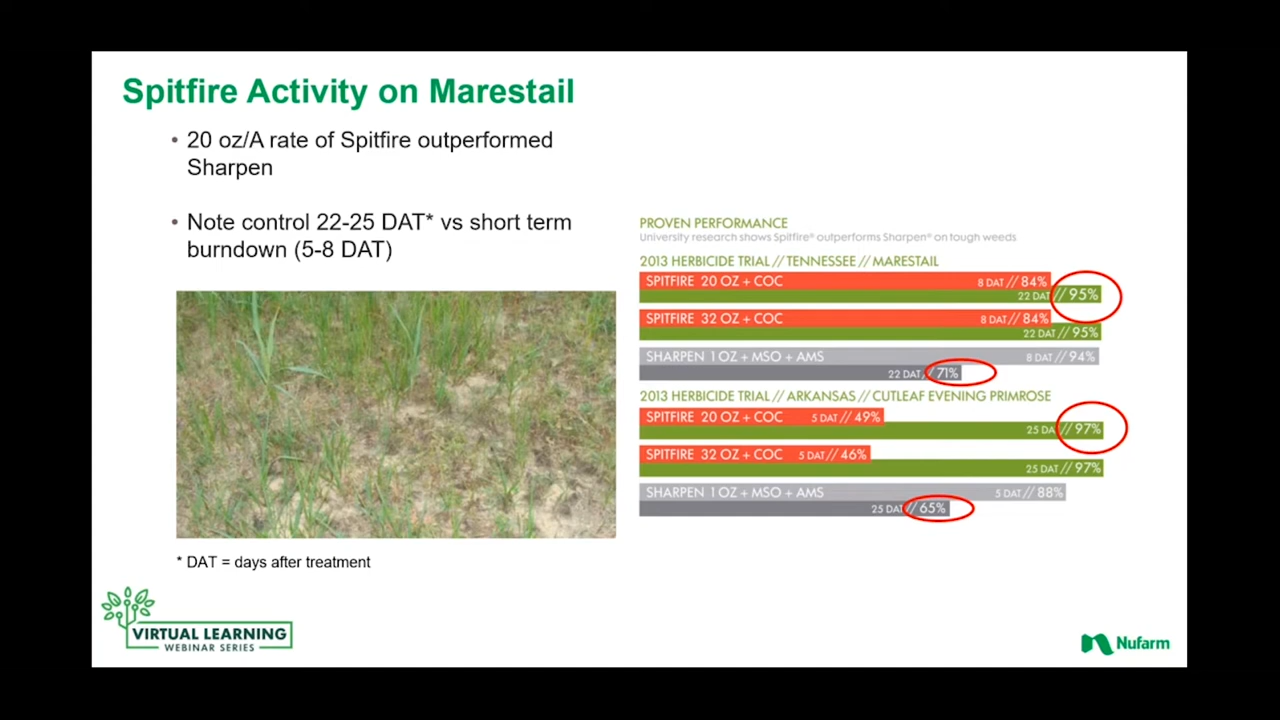 Spitfire Activity on Marestail
• 20 oz/A rate of Spitfire outperformed
Sharpen
• Note control 22-25 DAT* vs short term
burndown (5-8 DAT)
PROVEN PERFORMANCE
University research shows Spitfire® outperforms Sharpen® on tough weeds
2013 HERBICIDE TRIAL // TENNESSEE // MARESTAIL
SPITFIRE 20 OZ + COC 8 DAT // 84%
22 DAT // 95%
SPITFIRE 32 OZ + COC 8 DAT // 84%
22 DAT // 95%
SHARPEN 1 OZ + MSO + AMS 8 DAT // 94%
22 DAT // 71%
2013 HERBICIDE TRIAL // ARKANSAS // CUTLEAF EVENING PRIMROSE
SPITFIRE 20 OZ + COC 5 DAT // 49%
25 DAT // 97%
SPITFIRE 32 OZ + COC 5 DAT // 46%
25 DAT // 97%
SHARPEN 1 OZ + MSO + AMS 5 DAT // 88%
25 DAT // 65%
* DAT = days after treatment
VIRTUAL LEARNING
WEBINAR SERIES
Nufarm